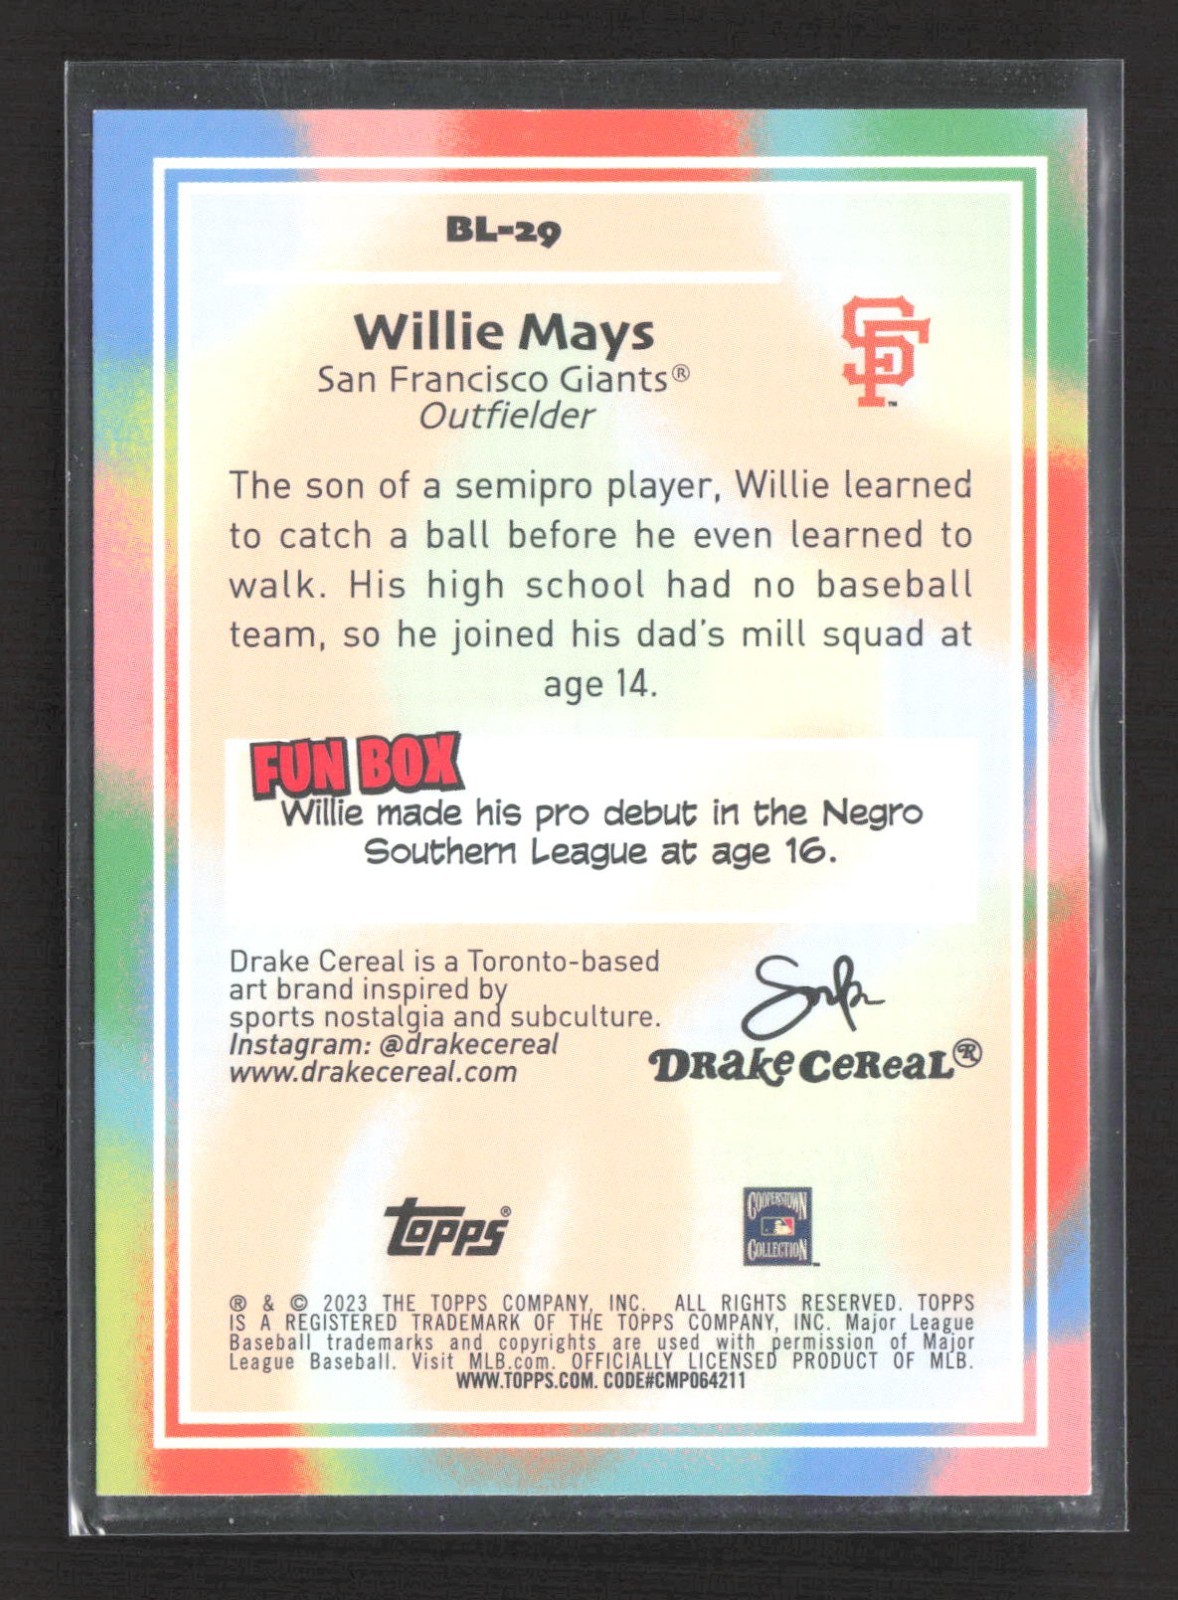 BL-29
Willie Mays
San Francisco Giants®
Outfielder
SF
™
The son of a semipro player, Willie learned
to catch a ball before he even learned to
walk. His high school had no baseball
team, so he joined his dad's mill squad at
age 14.
FUN BOX
Willie made his pro debut in the Negro
Southern League at age 16.
Drake Cereal is a Toronto-based
art brand inspired by
sports nostalgia and subculture.
Instagram: @drakecereal
www.drakecereal.com
DRake CeReaL®
Topps®
COOPERSTOWN
COLLECTION™
® & © 2023 THE TOPPS COMPANY, INC. ALL RIGHTS RESERVED. TOPPS
IS A REGISTERED TRADEMARK OF THE TOPPS COMPANY, INC. Major League
Baseball trademarks and copyrights are used with permission of Major
League Baseball. Visit MLB.com. OFFICIALLY LICENSED PRODUCT OF MLB.
WWW.TOPPS.COM. CODE#CMP064211